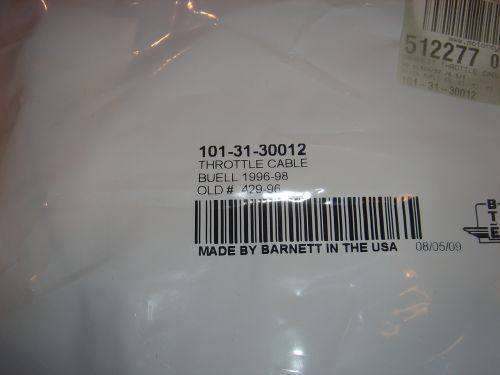 512277 0
101-31-30012
101-31-30012
THROTTLE CABLE
BUELL 1996-98
OLD #. 429-96
MADE BY BARNETT IN THE USA
08/05/09